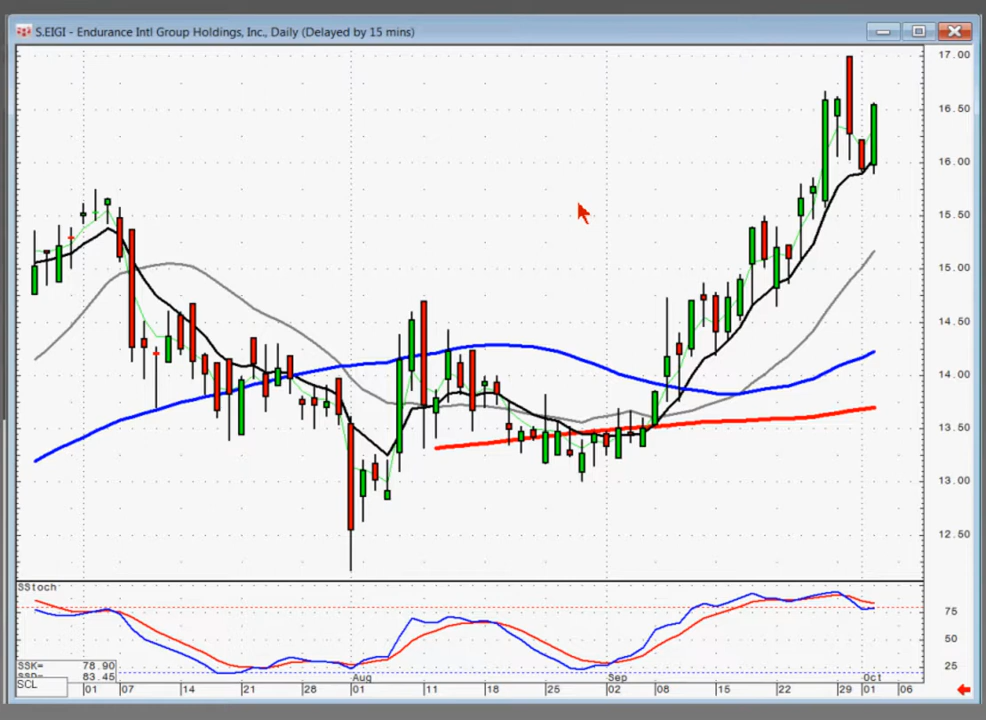 S.EIGI - Endurance Intl Group Holdings, Inc., Daily (Delayed by 15 mins)
17.00
16.50
16.00
15.50
15.00
14.50
14.00
13.50
13.00
12.50
SStoch
75
50
25
SSK= 78.90
SSD= 83.45
SCL
Aug Sep Oct
01 07 14 21 28 01 11 18 25 02 08 15 22 29 01 06